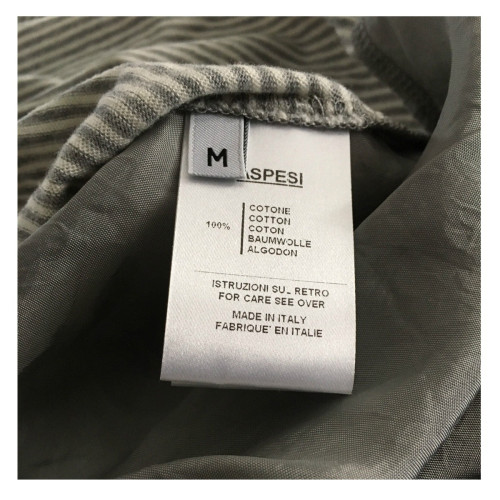 M
ASPESI
100%
COTONE
COTTON
COTON
BAUMWOLLE
ALGODON
ISTRUZIONI SUL RETRO
FOR CARE SEE OVER
MADE IN ITALY
FABRIQUE' EN ITALIE